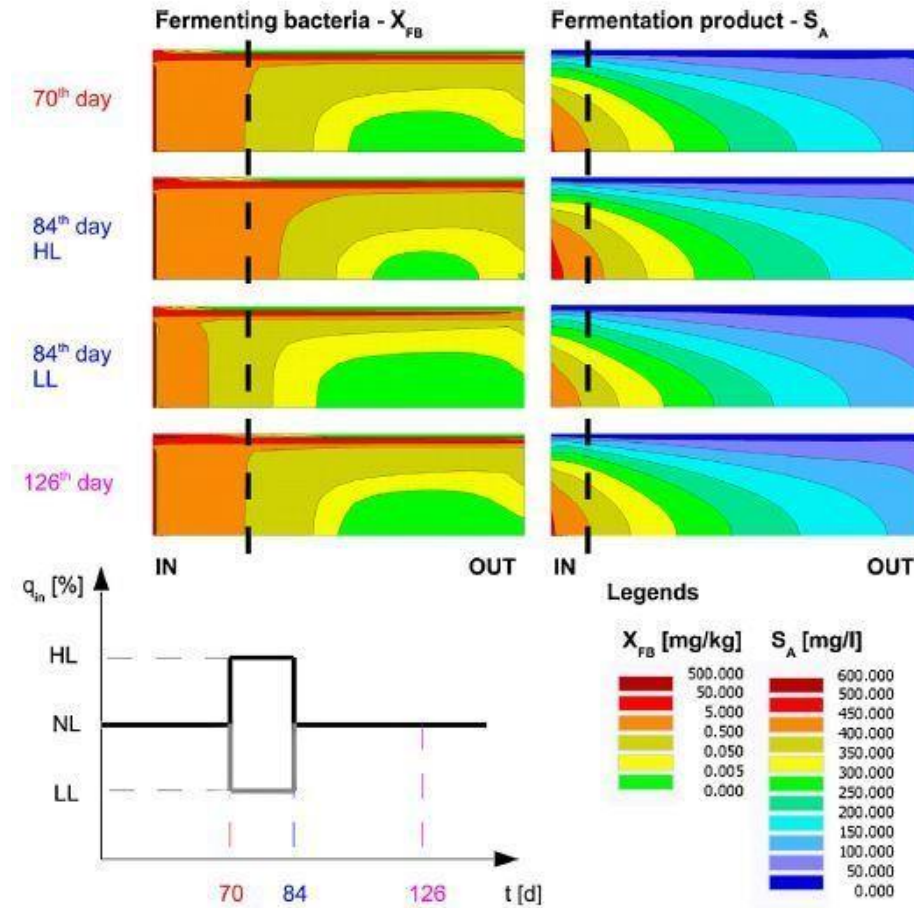 Fermenting bacteria - X_FB
Fermentation product - S_A
70th day
84th day
HL
84th day
LL
126th day
IN OUT
IN OUT
q_in [%]
HL
NL
LL
70 84 126 t [d]
Legends
X_FB [mg/kg]
500.000
50.000
5.000
0.500
0.050
0.005
0.000
S_A [mg/l]
600.000
500.000
450.000
400.000
350.000
300.000
250.000
200.000
150.000
100.000
50.000
0.000